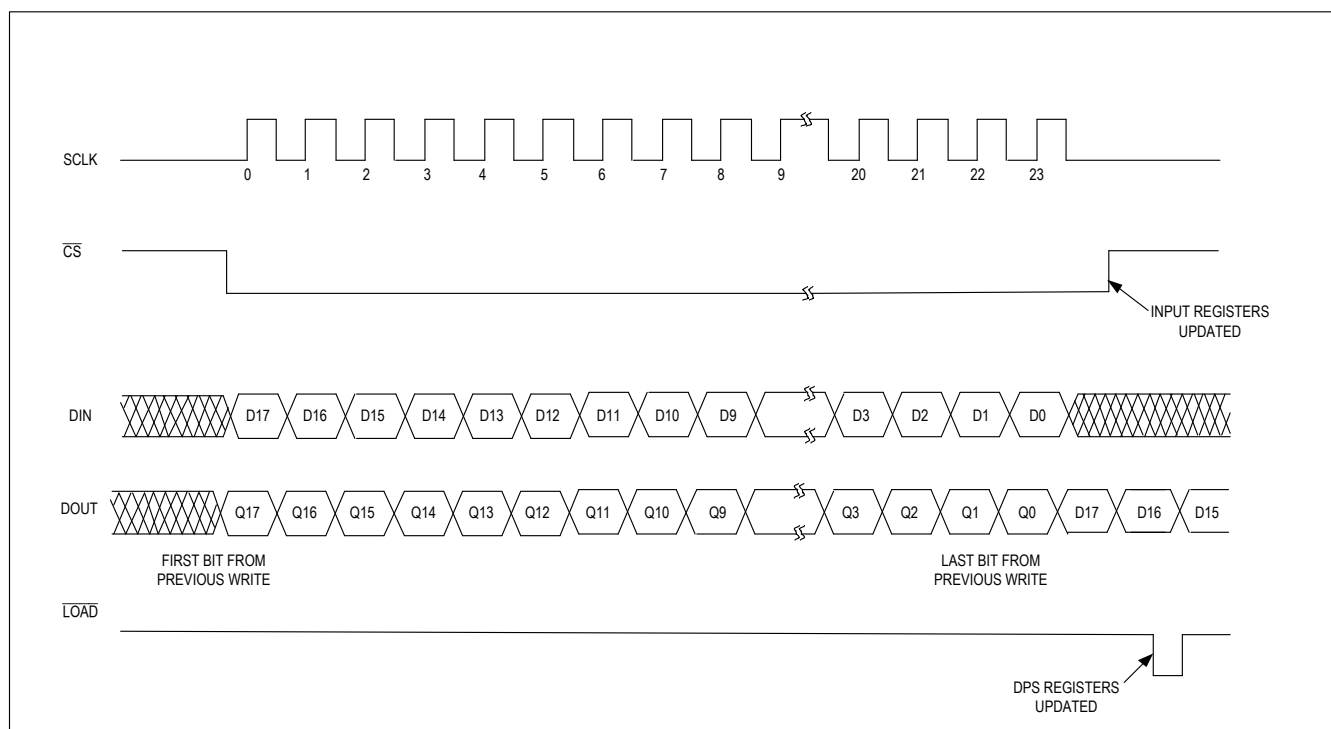 SCLK
0 1 2 3 4 5 6 7 8 9 20 21 22 23
CS
INPUT REGISTERS
UPDATED
DIN D17 D16 D15 D14 D13 D12 D11 D10 D9 D3 D2 D1 D0
DOUT Q17 Q16 Q15 Q14 Q13 Q12 Q11 Q10 Q9 Q3 Q2 Q1 Q0 D17 D16 D15
FIRST BIT FROM
PREVIOUS WRITE
LAST BIT FROM
PREVIOUS WRITE
LOAD
DPS REGISTERS
UPDATED